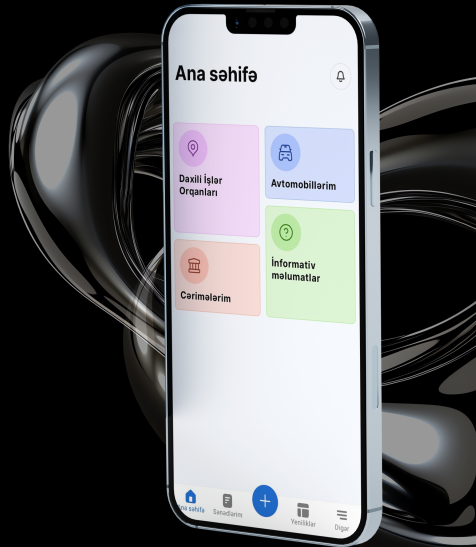 Ana səhifə
Daxili İşlər
Orqanları
Avtomobillərim
Cərimələrim
İnformativ
məlumatlar
Ana səhifə
Sənədlərim
Yeniliklər
Digər